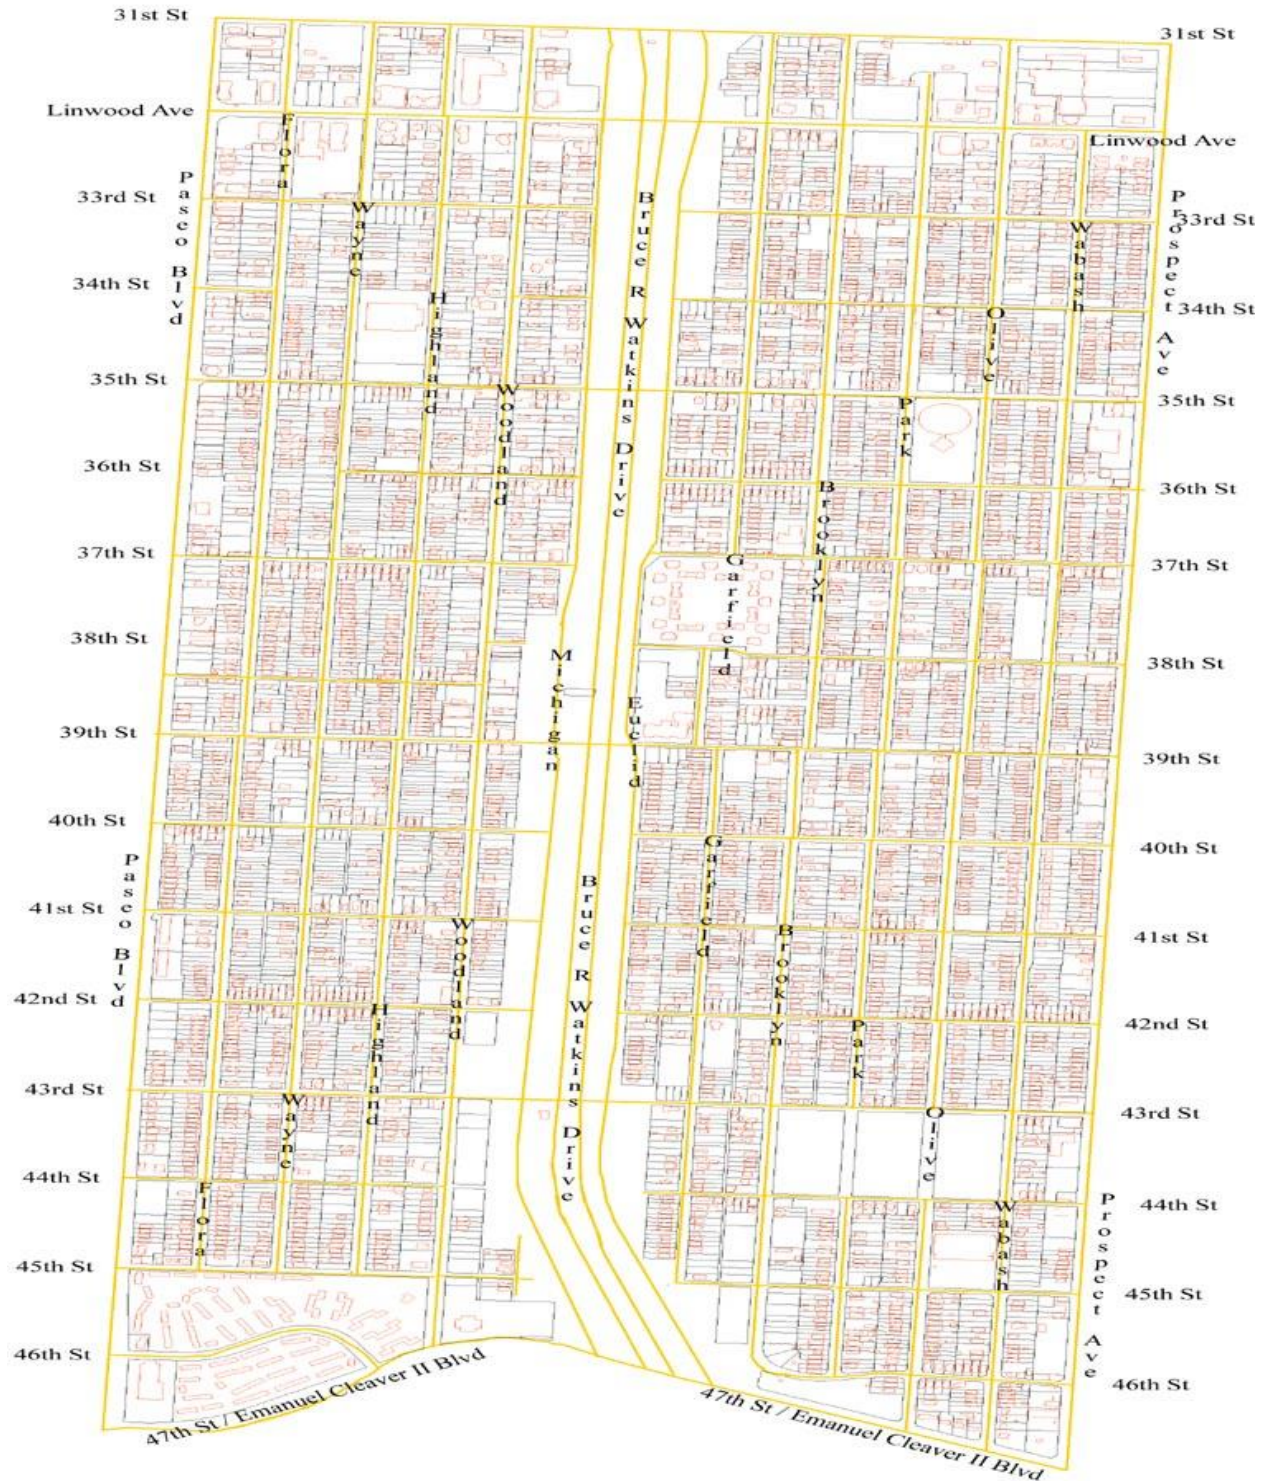 31st St
31st St
Linwood Ave
Linwood Ave
Flora
Paseo Blvd
33rd St
Prospect Ave
33rd St
Wayne
Bruce R Watkins Drive
Wabash
34th St
34th St
Highland
Olive
35th St
35th St
Woodland
Park
36th St
36th St
Brooklyn
37th St
37th St
Garfield
38th St
38th St
Michigan
Euclid
39th St
39th St
40th St
40th St
Garfield
Paseo Blvd
41st St
41st St
Bruce R Watkins Drive
Woodland
Brooklyn
42nd St
42nd St
Highland
Park
43rd St
43rd St
Wayne
Olive
44th St
44th St
Flora
Prospect Ave
Wabash
45th St
45th St
46th St
46th St
47th St / Emanuel Cleaver II Blvd
47th St / Emanuel Cleaver II Blvd